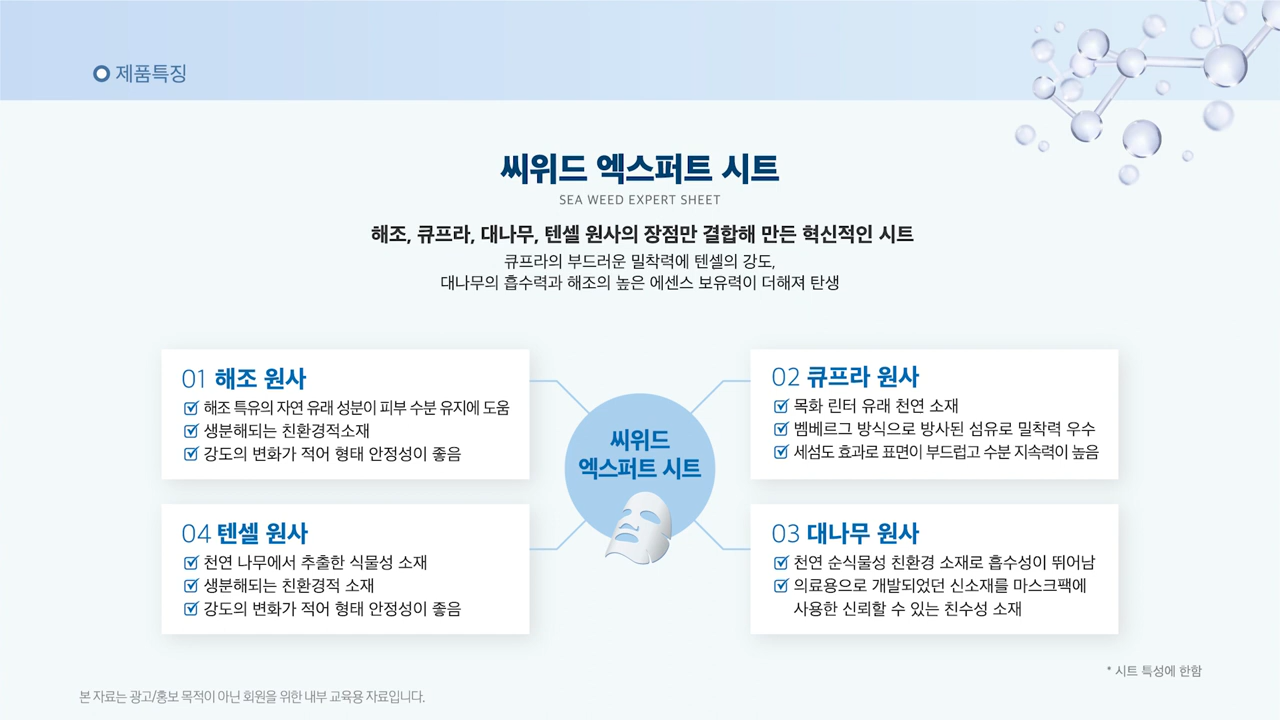 제품특징
씨위드 엑스퍼트 시트
SEA WEED EXPERT SHEET
해조, 큐프라, 대나무, 텐셀 원사의 장점만 결합해 만든 혁신적인 시트
큐프라의 부드러운 밀착력에 텐셀의 강도,
대나무의 흡수력과 해조의 높은 에센스 보유력이 더해져 탄생
01 해조 원사
해조 특유의 자연 유래 성분이 피부 수분 유지에 도움
생분해되는 친환경적소재
강도의 변화가 적어 형태 안정성이 좋음
02 큐프라 원사
목화 린터 유래 천연 소재
벰베르그 방식으로 방사된 섬유로 밀착력 우수
세섬도 효과로 표면이 부드럽고 수분 지속력이 높음
씨위드
엑스퍼트 시트
04 텐셀 원사
천연 나무에서 추출한 식물성 소재
생분해되는 친환경적 소재
강도의 변화가 적어 형태 안정성이 좋음
03 대나무 원사
천연 순식물성 친환경 소재로 흡수성이 뛰어남
의료용으로 개발되었던 신소재를 마스크팩에
사용한 신뢰할 수 있는 친수성 소재
* 시트 특성에 한함
본 자료는 광고/홍보 목적이 아닌 회원을 위한 내부 교육용 자료입니다.